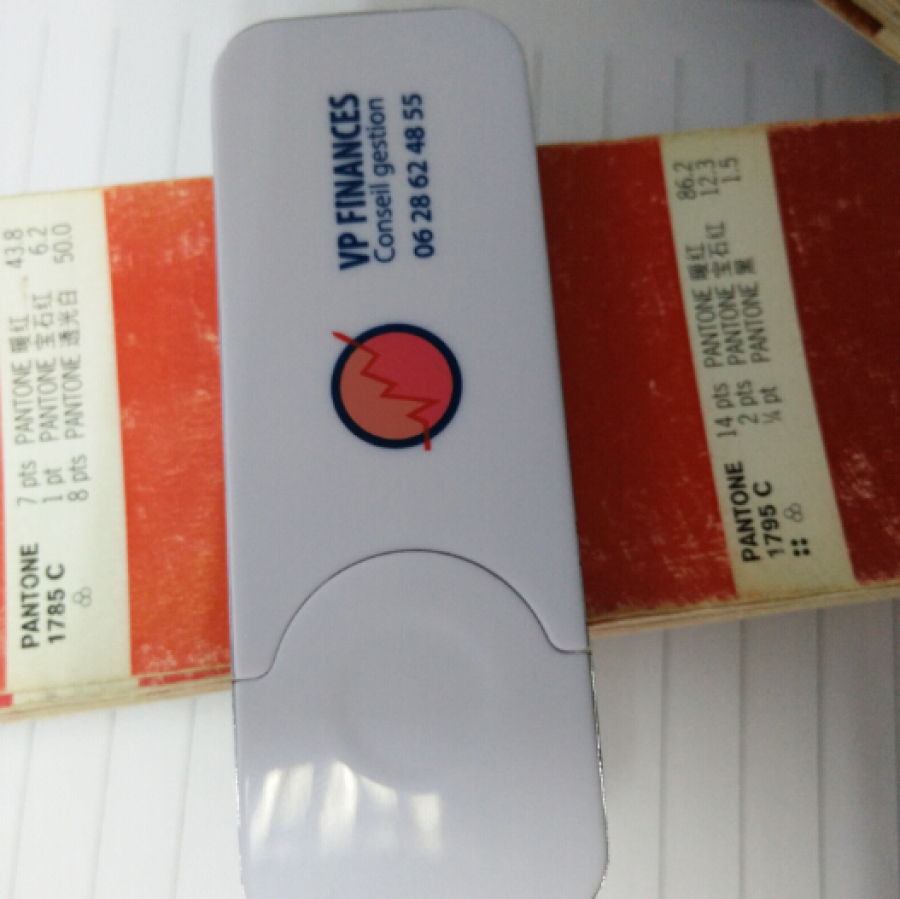 VP FINANCES
Conseil gestion
06 28 62 48 55
PANTONE
1785 C
7 pts PANTONE 暖红 43.8
1 pt PANTONE 宝石红 6.2
8 pts PANTONE 透光白 50.0
PANTONE
1795 C
14 pts PANTONE 暖红 86.2
2 pts PANTONE 宝石红 12.3
¼ pt PANTONE 黑 1.5